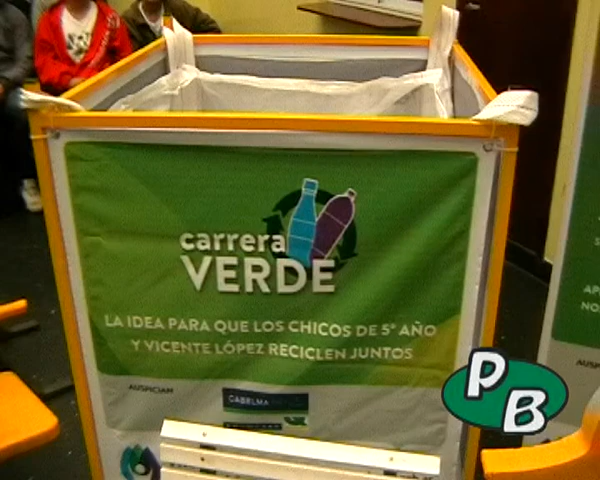 carrera
VERDE
LA IDEA PARA QUE LOS CHICOS DE 5° AÑO
Y VICENTE LÓPEZ RECICLEN JUNTOS
AUSPICIAN
CABELMA
PB